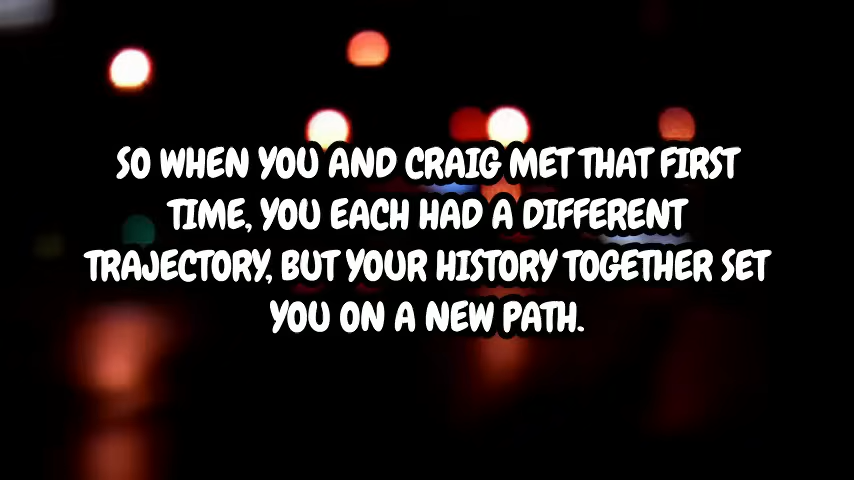 SO WHEN YOU AND CRAIG MET THAT FIRST
TIME, YOU EACH HAD A DIFFERENT
TRAJECTORY, BUT YOUR HISTORY TOGETHER SET
YOU ON A NEW PATH.